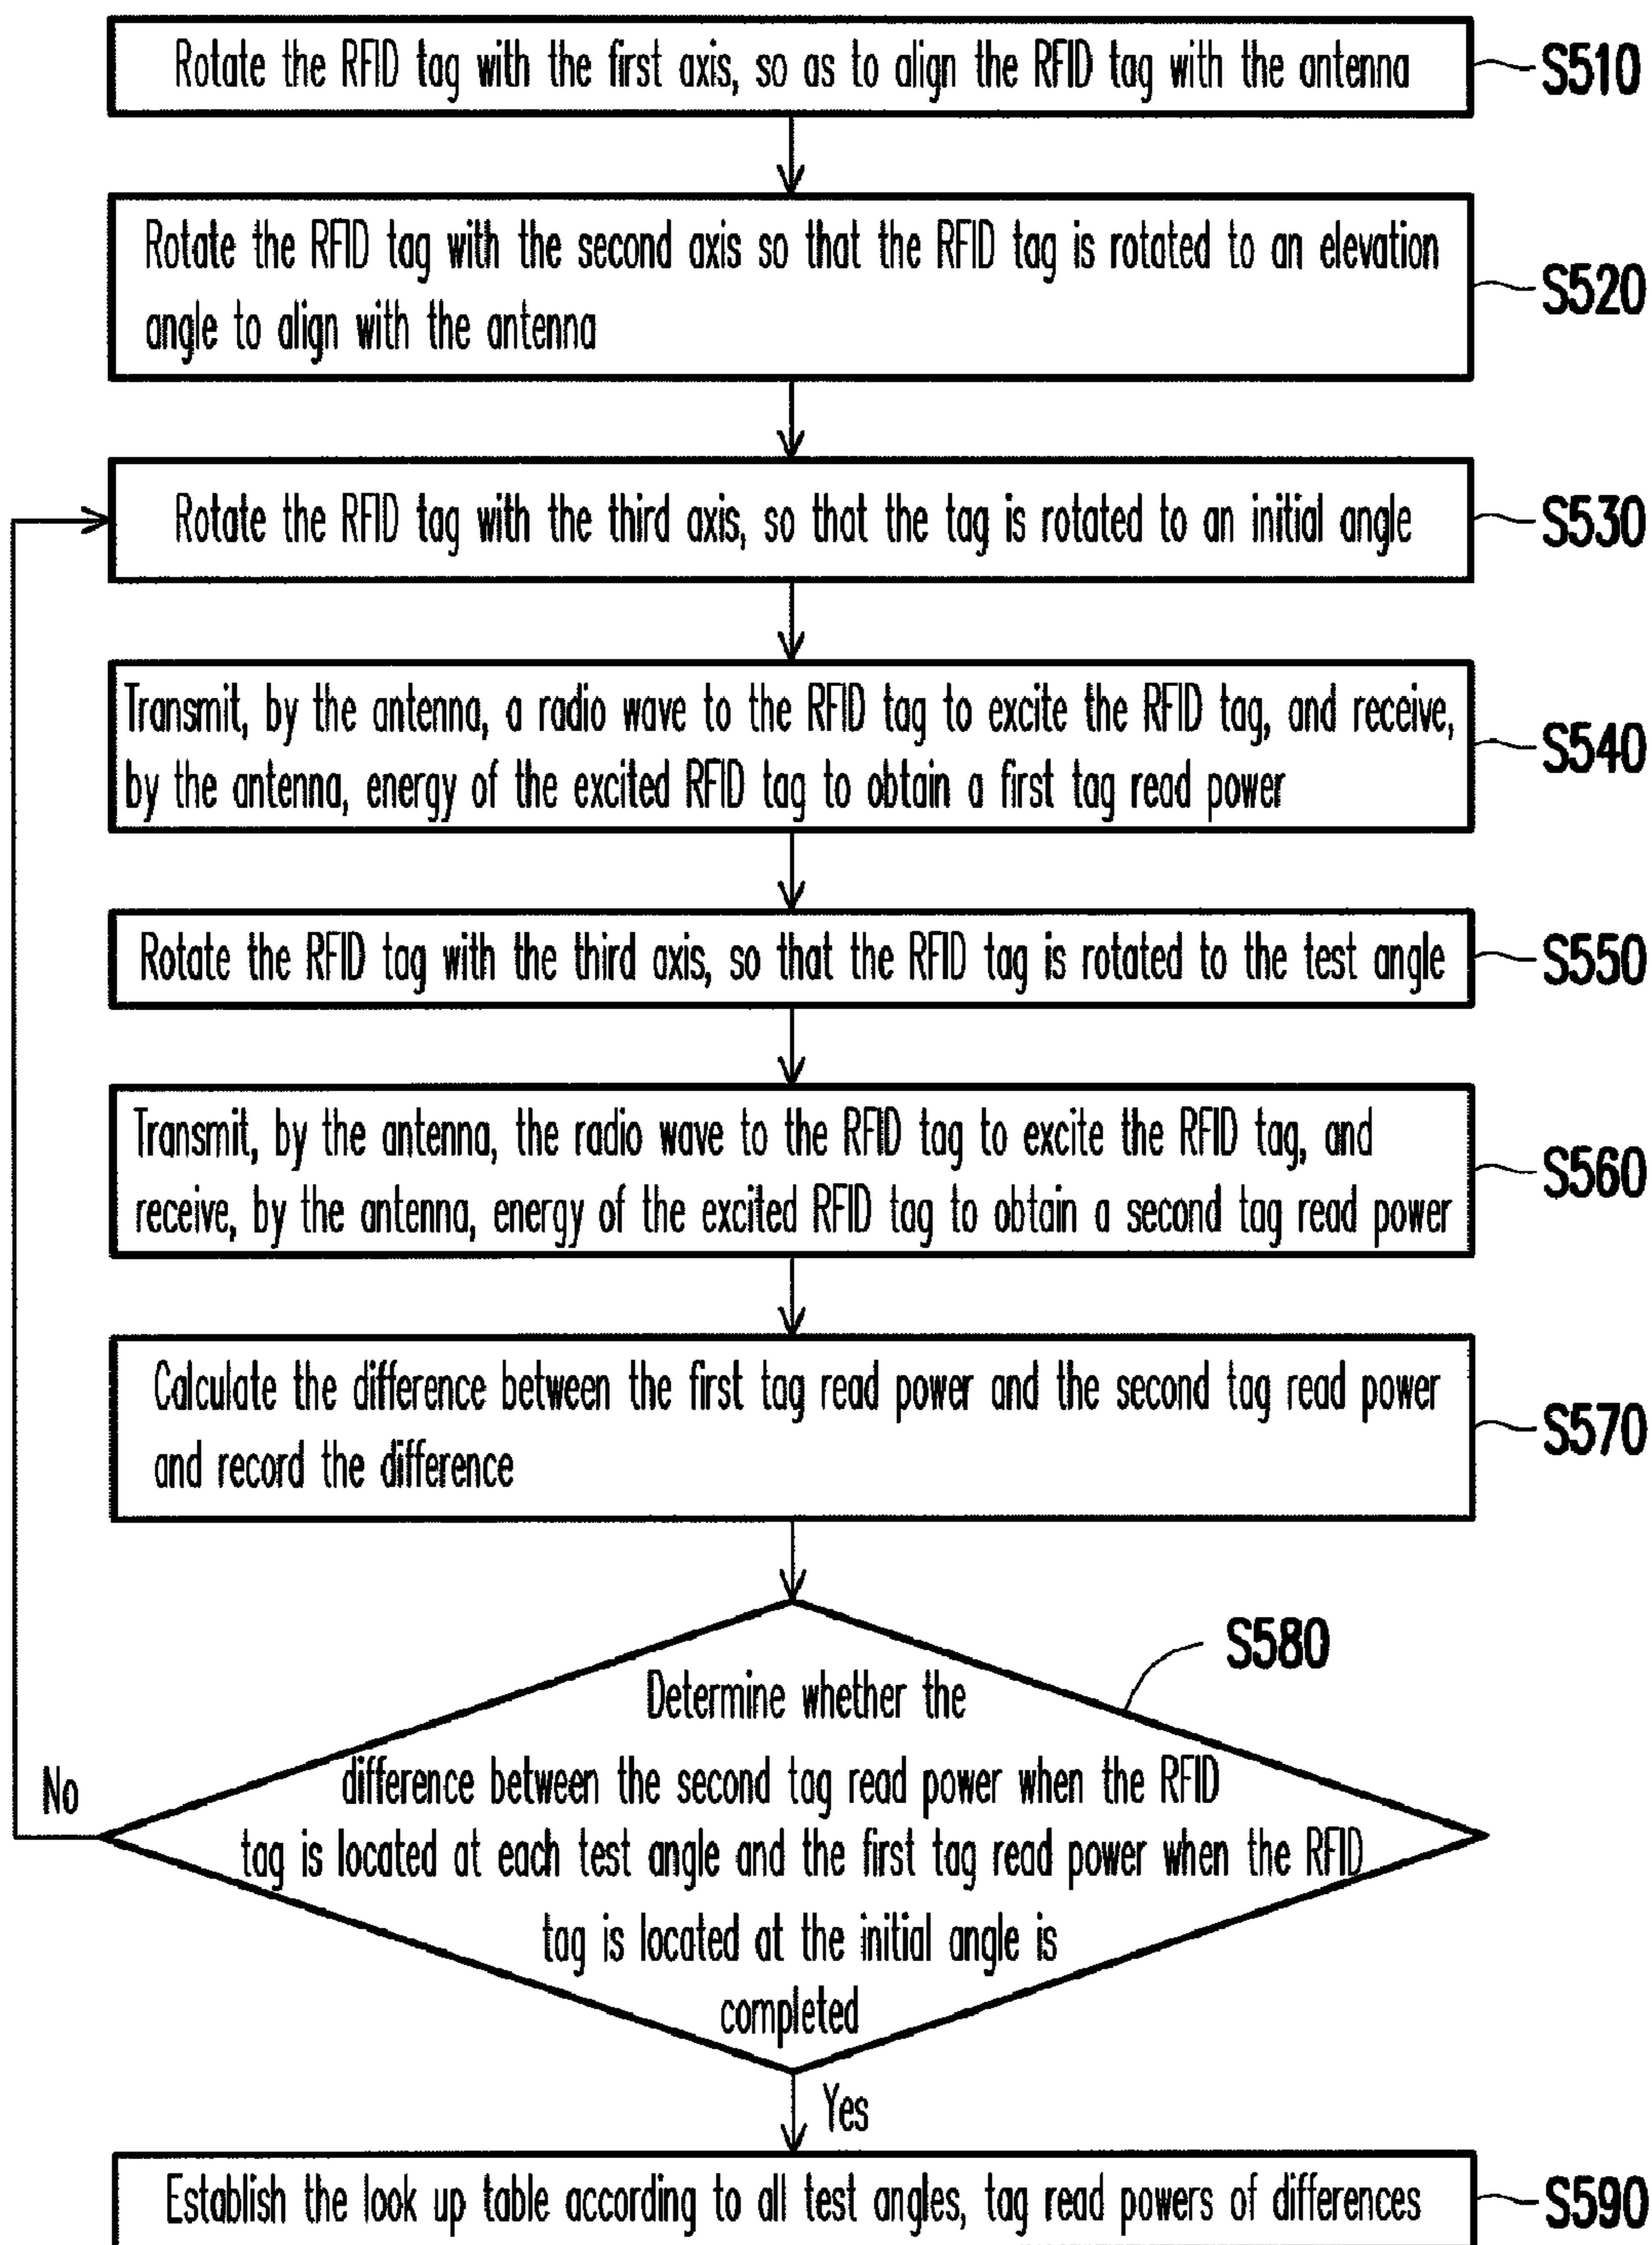 Rotate the RFID tag with the first axis, so as to align the RFID tag with the antenna
S510
Rotate the RFID tag with the second axis so that the RFID tag is rotated to an elevation
angle to align with the antenna
S520
Rotate the RFID tag with the third axis, so that the tag is rotated to an initial angle
S530
Transmit, by the antenna, a radio wave to the RFID tag to excite the RFID tag, and receive,
by the antenna, energy of the excited RFID tag to obtain a first tag read power
S540
Rotate the RFID tag with the third axis, so that the RFID tag is rotated to the test angle
S550
Transmit, by the antenna, the radio wave to the RFID tag to excite the RFID tag, and
receive, by the antenna, energy of the excited RFID tag to obtain a second tag read power
S560
Calculate the difference between the first tag read power and the second tag read power
and record the difference
S570
S580
Determine whether the
difference between the second tag read power when the RFID
tag is located at each test angle and the first tag read power when the RFID
tag is located at the initial angle is
completed
No
Yes
Establish the look up table according to all test angles, tag read powers of differences
S590